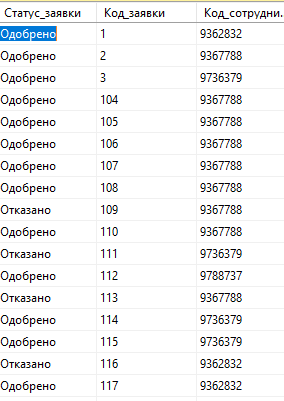 Статус_заявки Код_заявки Код_сотрудни.
Одобрено 1 9362832
Одобрено 2 9367788
Одобрено 3 9736379
Одобрено 104 9367788
Одобрено 105 9367788
Одобрено 106 9367788
Одобрено 107 9367788
Одобрено 108 9367788
Отказано 109 9367788
Одобрено 110 9367788
Отказано 111 9736379
Одобрено 112 9788737
Отказано 113 9367788
Одобрено 114 9736379
Одобрено 115 9736379
Отказано 116 9362832
Одобрено 117 9362832